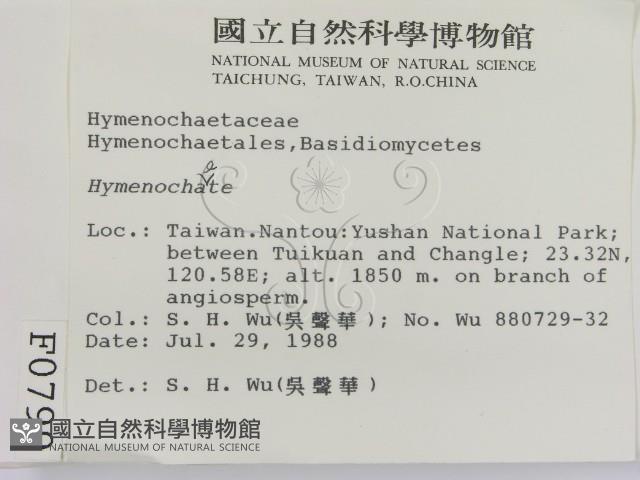 國立自然科學博物館
NATIONAL MUSEUM OF NATURAL SCIENCE
TAICHUNG, TAIWAN, R.O.CHINA
Hymenochaetaceae
Hymenochaetales,Basidiomycetes
Hymenochate
Loc.: Taiwan.Nantou:Yushan National Park;
between Tuikuan and Changle; 23.32N,
120.58E; alt. 1850 m. on branch of
angiosperm.
Col.: S. H. Wu(吳聲華); No. Wu 880729-32
Date: Jul. 29, 1988
Det.: S. H. Wu(吳聲華)
國立自然科學博物館
NATIONAL MUSEUM OF NATURAL SCIENCE